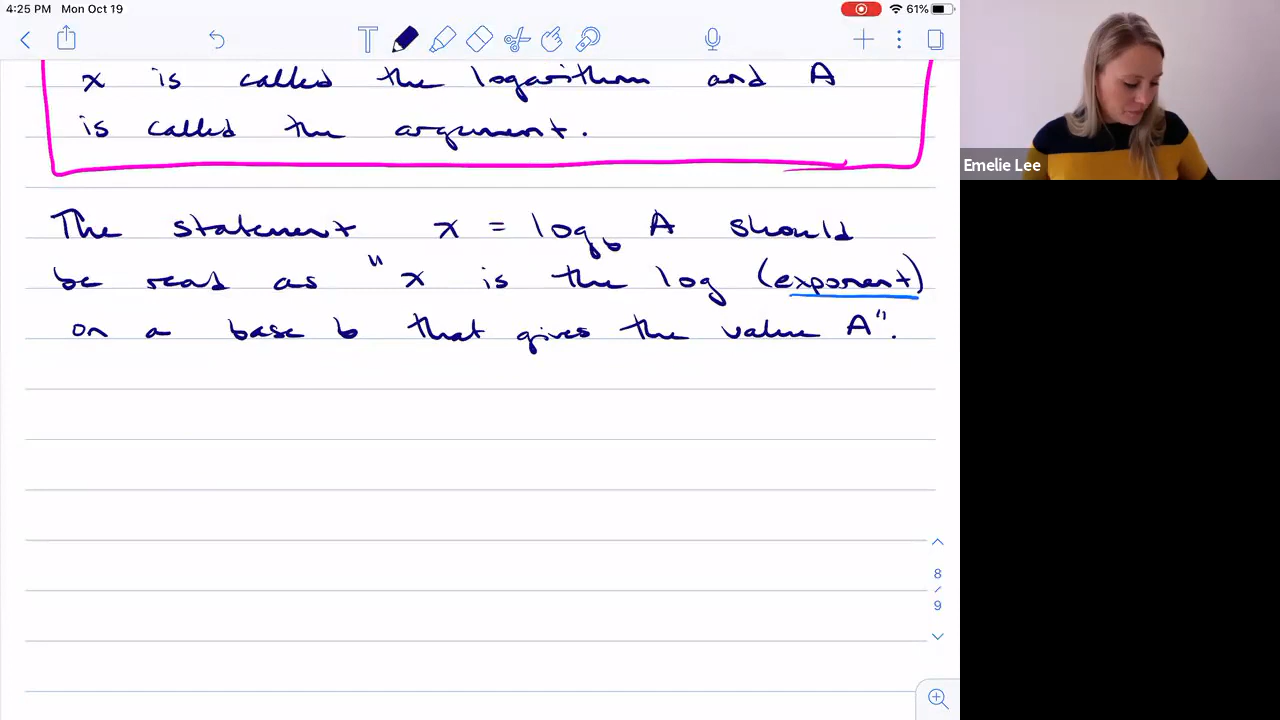 4:25 PM Mon Oct 19
61%
T
x is called the logarithm and A
is called the argument.
Emelie Lee
The statement x = log_b A should
be read as "x is the log (exponent)
on a base b that gives the value A".
8
/
9